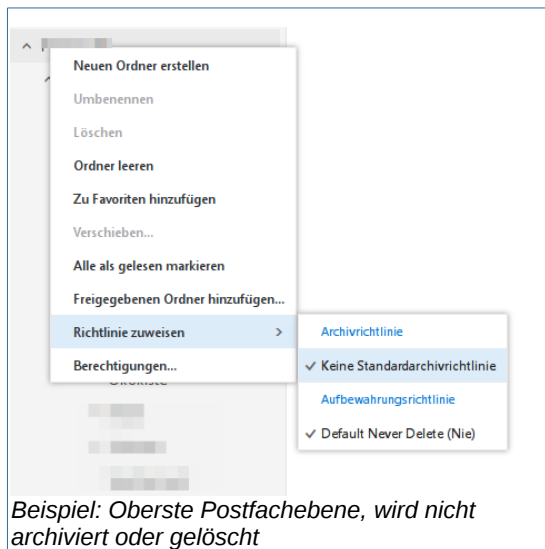 Neuen Ordner erstellen
Umbenennen
Löschen
Ordner leeren
Zu Favoriten hinzufügen
Verschieben...
Alle als gelesen markieren
Freigegebenen Ordner hinzufügen...
Richtlinie zuweisen
Archivrichtlinie
Keine Standardarchivrichtlinie
Berechtigungen...
Aufbewahrungsrichtlinie
Default Never Delete (Nie)
Beispiel: Oberste Postfachebene, wird nicht
archiviert oder gelöscht